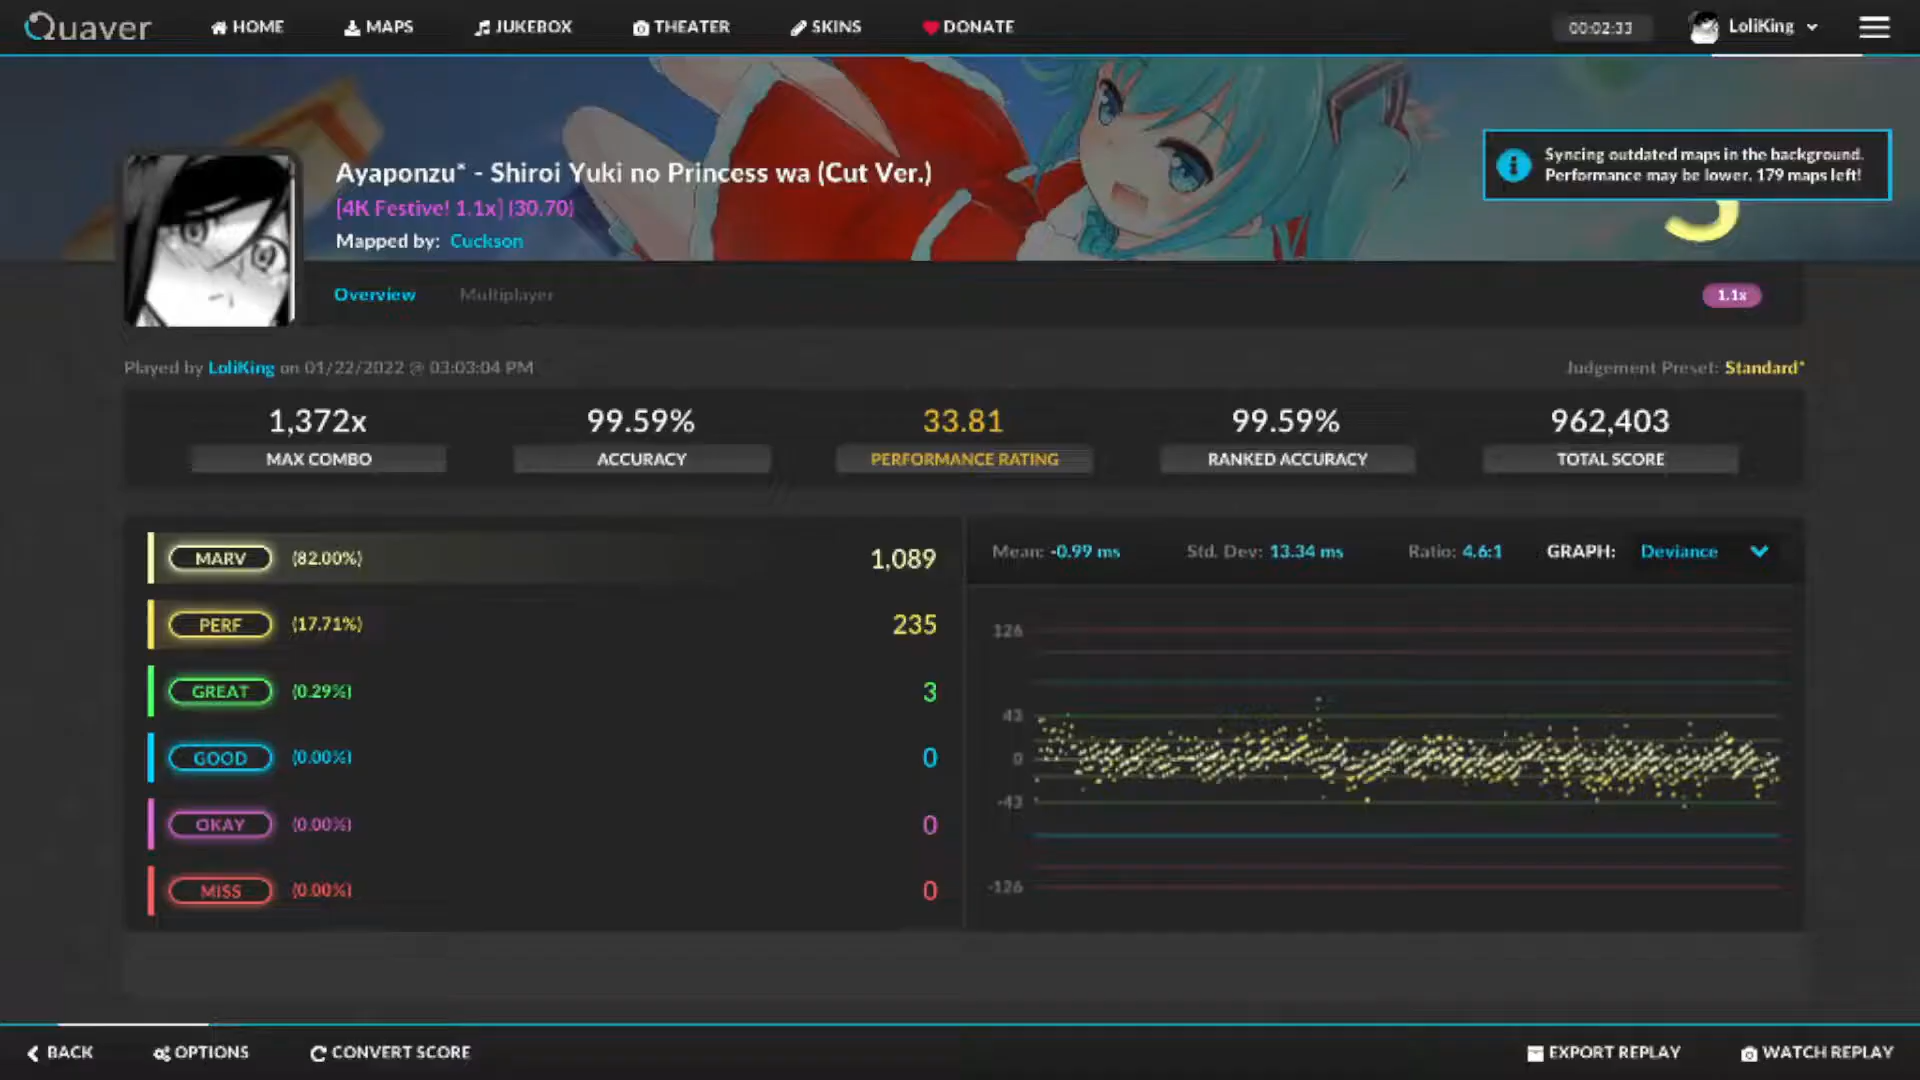 Quaver
HOME
MAPS
JUKEBOX
THEATER
SKINS
DONATE
00:02:33
LoliKing
Ayaponzu* - Shiroi Yuki no Princess wa (Cut Ver.)
[4K Festive! 1.1x] (30.70)
Mapped by: Cuckson
Syncing outdated maps in the background.
Performance may be lower. 179 maps left!
Overview
Multiplayer
1.1x
Played by LoliKing on 01/22/2022 @ 03:03:04 PM
Judgement Preset: Standard*
1,372x
99.59%
33.81
99.59%
962,403
MAX COMBO
ACCURACY
PERFORMANCE RATING
RANKED ACCURACY
TOTAL SCORE
MARV (82.00%) 1,089
PERF (17.71%) 235
GREAT (0.29%) 3
GOOD (0.00%) 0
OKAY (0.00%) 0
MISS (0.00%) 0
Mean: -0.99 ms
Std. Dev: 13.34 ms
Ratio: 4.6:1
GRAPH: Deviance
126
43
0
-43
-126
BACK
OPTIONS
CONVERT SCORE
EXPORT REPLAY
WATCH REPLAY